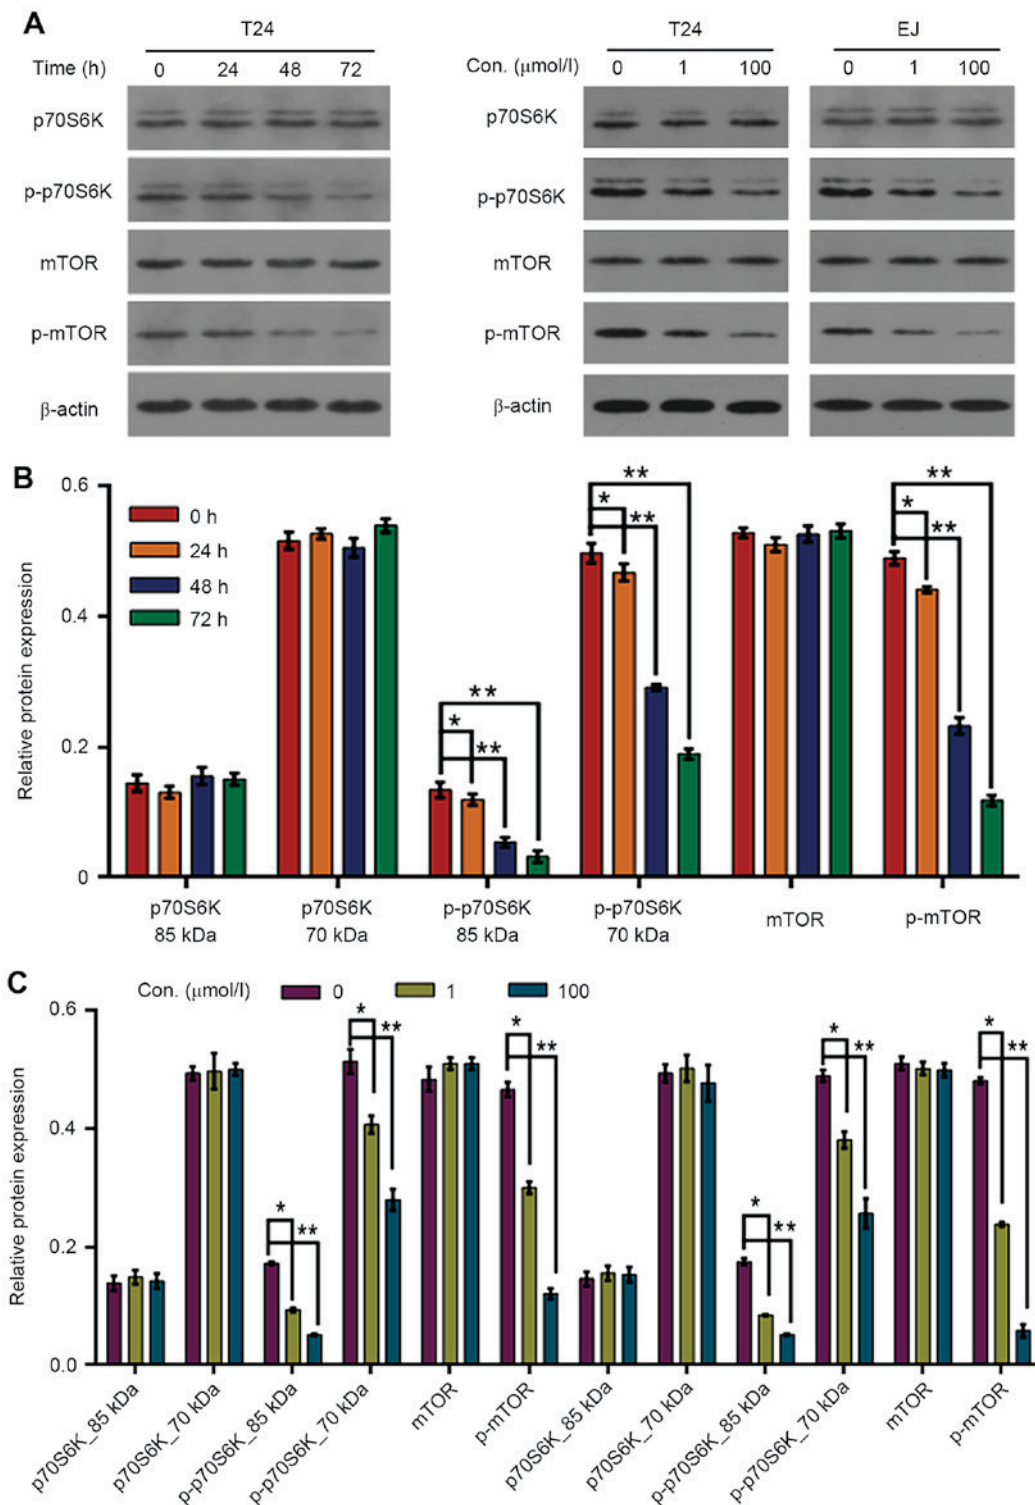 A
T24
Time (h) 0 24 48 72
p70S6K
p-p70S6K
mTOR
p-mTOR
β-actin
T24 EJ
Con. (μmol/l) 0 1 100 0 1 100
p70S6K
p-p70S6K
mTOR
p-mTOR
β-actin
B
Relative protein expression
0.6
0.4
0.2
0
0 h
24 h
48 h
72 h
* ** **
* ** **
* ** **
p70S6K 85 kDa
p70S6K 70 kDa
p-p70S6K 85 kDa
p-p70S6K 70 kDa
mTOR
p-mTOR
C
Con. (μmol/l) 0 1 100
Relative protein expression
0.6
0.4
0.2
0.0
* **
* **
* **
* **
* **
* **
p70S6K_85 kDa
p70S6K_70 kDa
p-p70S6K_85 kDa
p-p70S6K_70 kDa
mTOR
p-mTOR
p70S6K_85 kDa
p70S6K_70 kDa
p-p70S6K_85 kDa
p-p70S6K_70 kDa
mTOR
p-mTOR